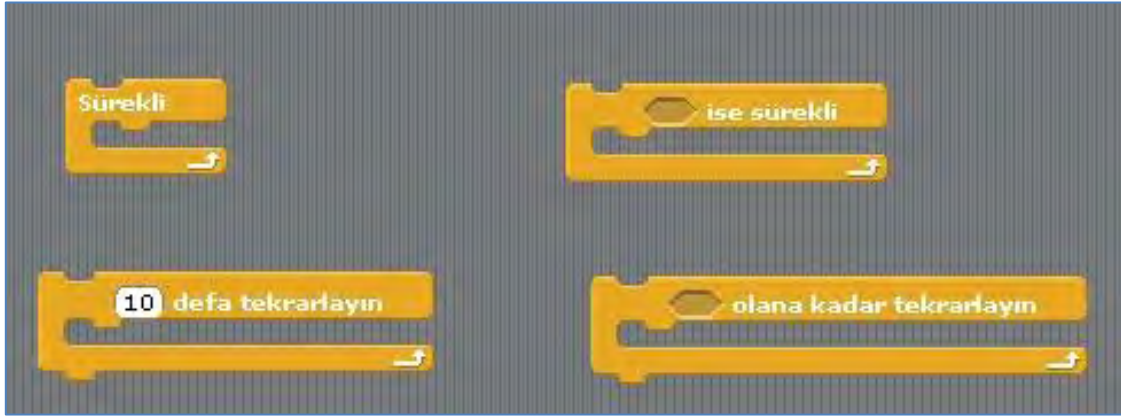 Sürekli
ise sürekli
10 defa tekrarlayın
olana kadar tekrarlayın